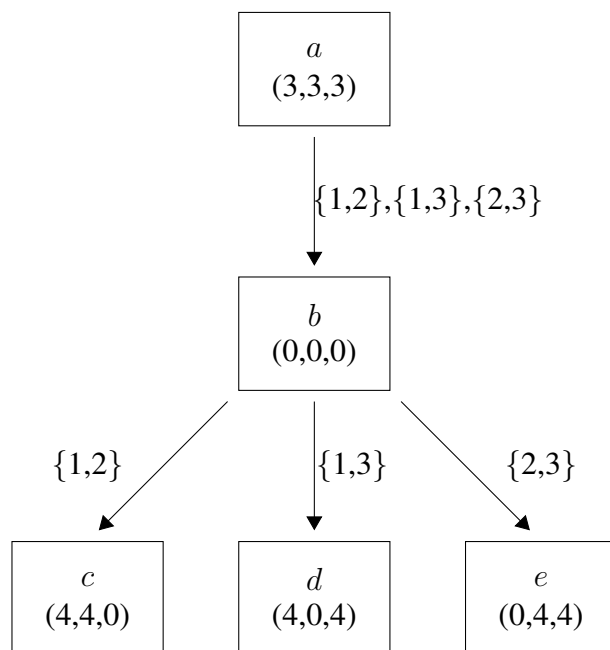 a
(3,3,3)
{1,2},{1,3},{2,3}
b
(0,0,0)
{1,2}
{1,3}
{2,3}
c
(4,4,0)
d
(4,0,4)
e
(0,4,4)